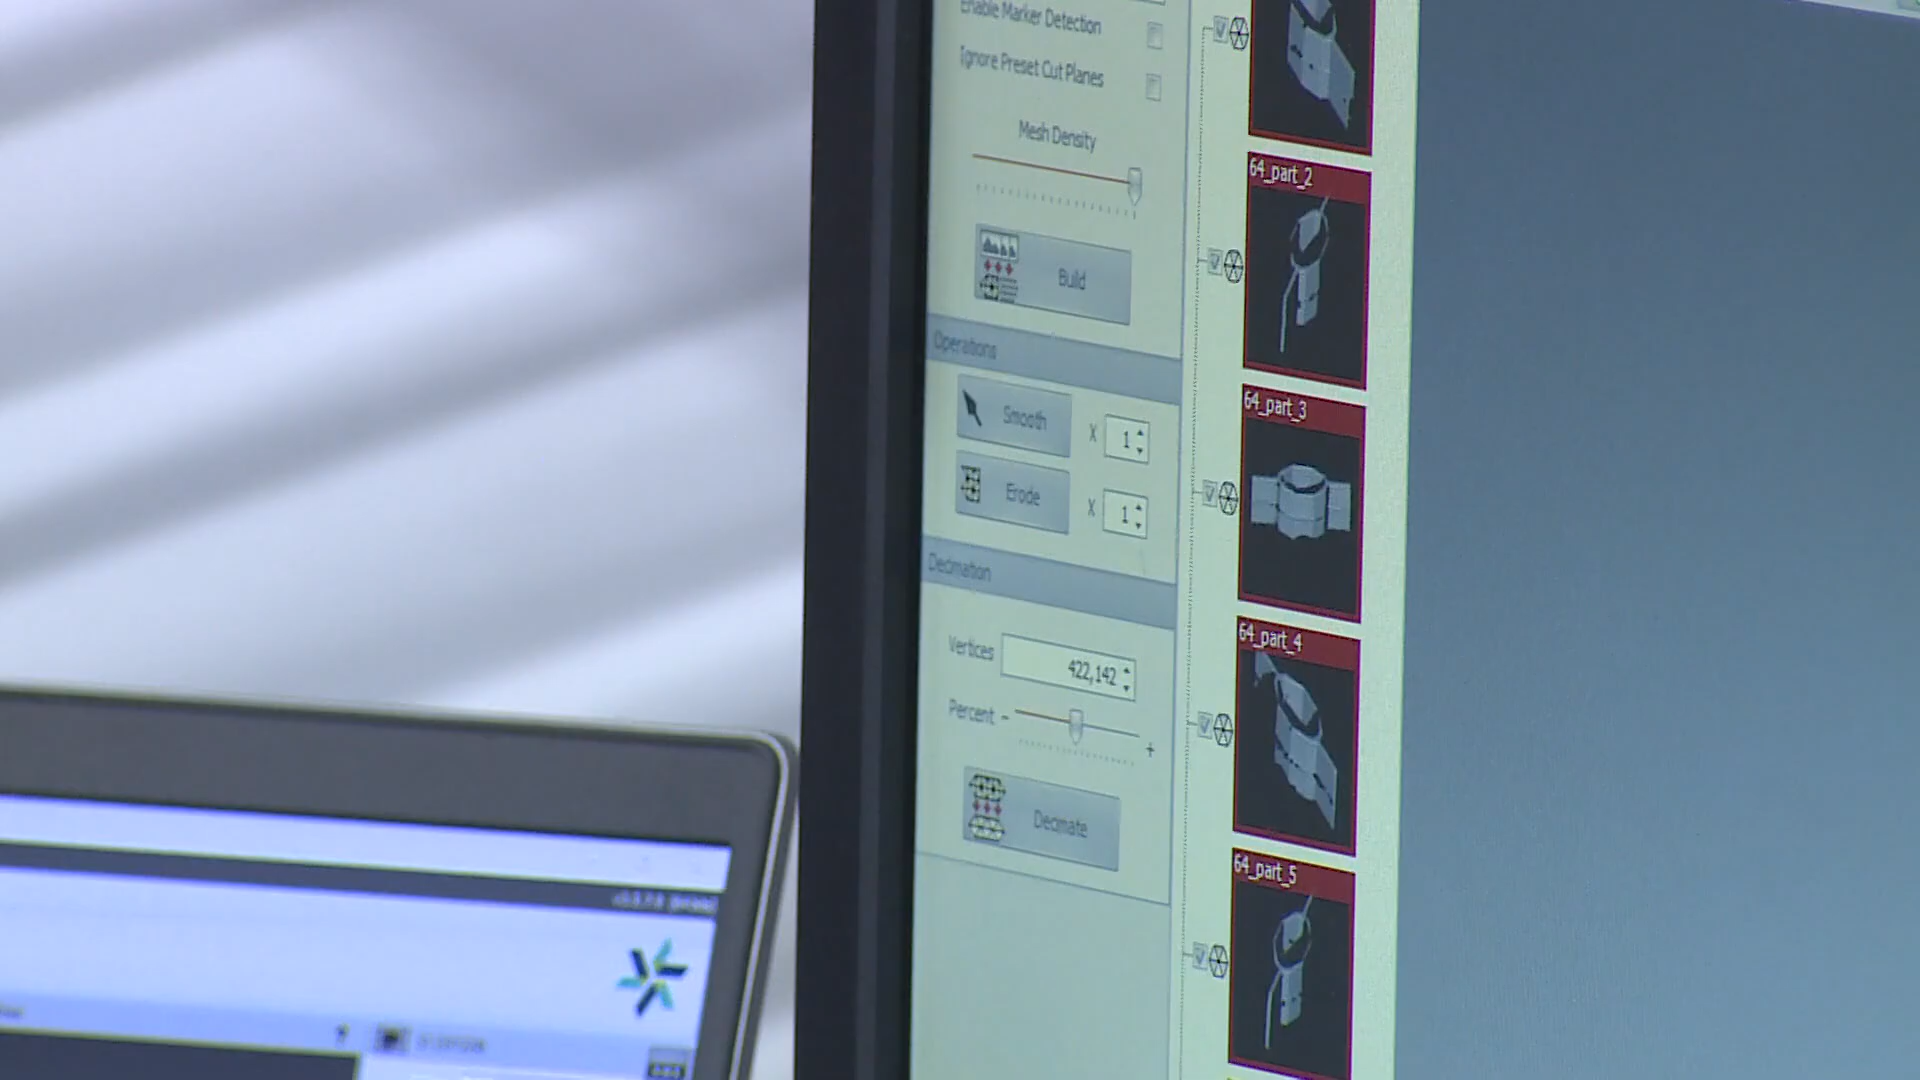 Enable Marker Detection
Ignore Preset Cut Planes
Mesh Density
Build
Operations
Smooth X 1
Erode X 1
Decimation
Vertices 422,142
Percent - +
Decimate
64_part_2
64_part_3
64_part_4
64_part_5
?